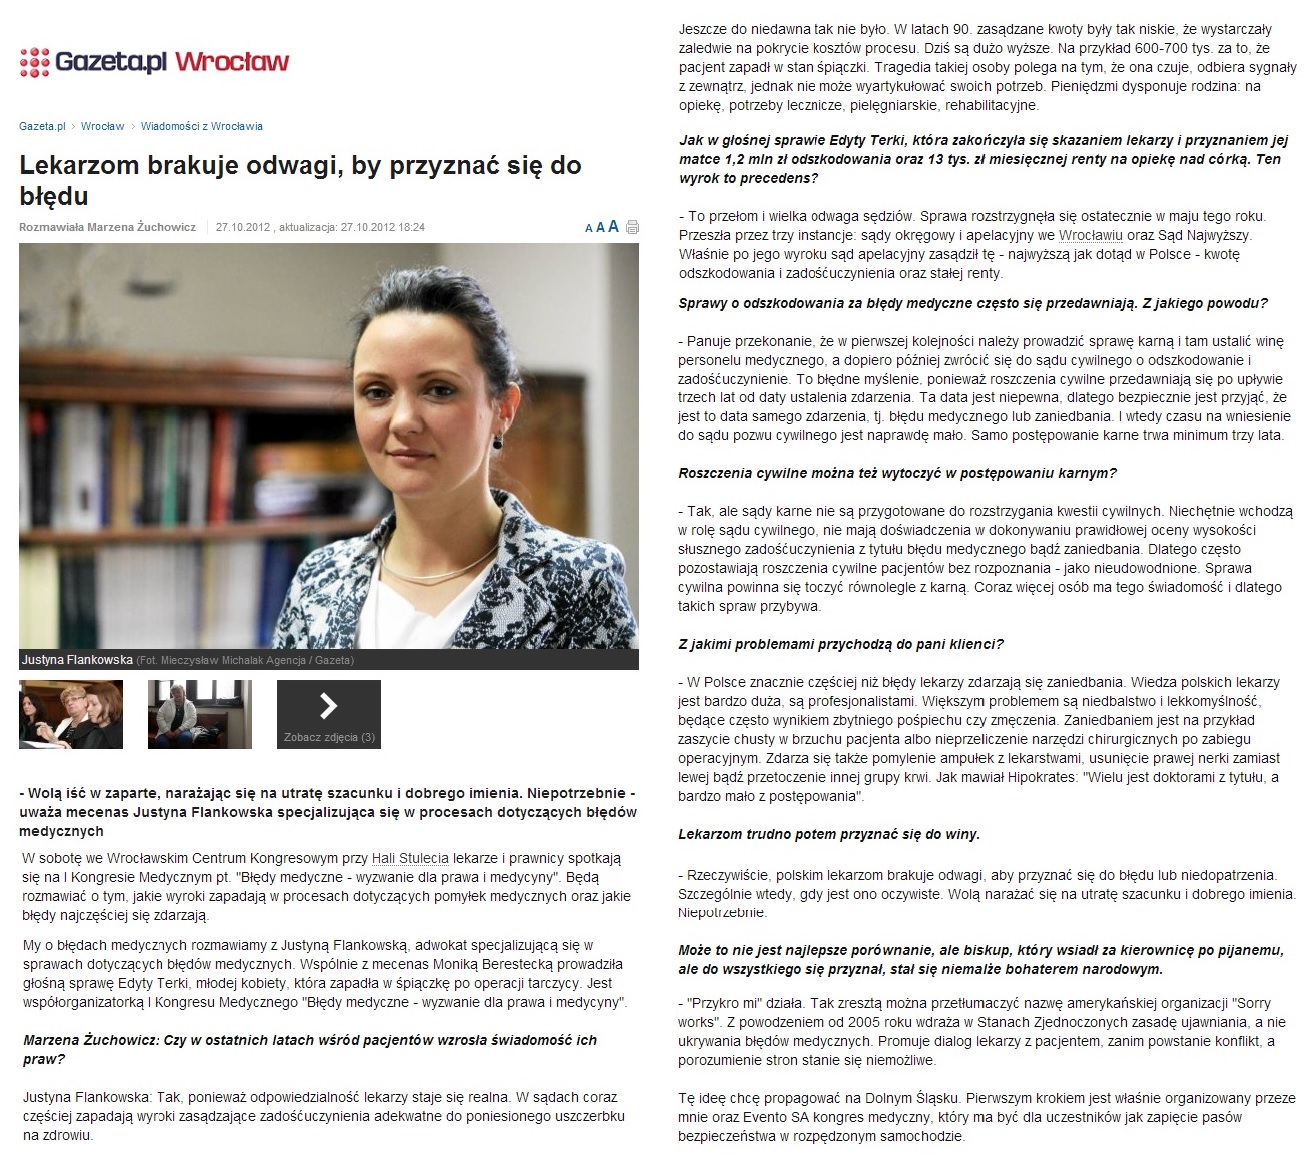 Gazeta.pl Wrocław
Gazeta.pl › Wrocław › Wiadomości z Wrocławia
Lekarzom brakuje odwagi, by przyznać się do
błędu
Rozmawiała Marzena Żuchowicz | 27.10.2012 , aktualizacja: 27.10.2012 18:24 A A A
Justyna Flankowska (Fot. Mieczysław Michalak Agencja / Gazeta)
Zobacz zdjęcia (3)
- Wolą iść w zaparte, narażając się na utratę szacunku i dobrego imienia. Niepotrzebnie -
uważa mecenas Justyna Flankowska specjalizująca się w procesach dotyczących błędów
medycznych
W sobotę we Wrocławskim Centrum Kongresowym przy Hali Stulecia lekarze i prawnicy spotkają
się na I Kongresie Medycznym pt. "Błędy medyczne - wyzwanie dla prawa i medycyny". Będą
rozmawiać o tym, jakie wyroki zapadają w procesach dotyczących pomyłek medycznych oraz jakie
błędy najczęściej się zdarzają.
My o błędach medycznych rozmawiamy z Justyną Flankowską, adwokat specjalizującą się w
sprawach dotyczących błędów medycznych. Wspólnie z mecenas Moniką Berestecką prowadziła
głośną sprawę Edyty Terki, młodej kobiety, która zapadła w śpiączkę po operacji tarczycy. Jest
współorganizatorką I Kongresu Medycznego "Błędy medyczne - wyzwanie dla prawa i medycyny".
Marzena Żuchowicz: Czy w ostatnich latach wśród pacjentów wzrosła świadomość ich
praw?
Justyna Flankowska: Tak, ponieważ odpowiedzialność lekarzy staje się realna. W sądach coraz
częściej zapadają wyroki zasądzające zadośćuczynienia adekwatne do poniesionego uszczerbku
na zdrowiu.
Jeszcze do niedawna tak nie było. W latach 90. zasądzane kwoty były tak niskie, że wystarczały
zaledwie na pokrycie kosztów procesu. Dziś są dużo wyższe. Na przykład 600-700 tys. za to, że
pacjent zapadł w stan śpiączki. Tragedia takiej osoby polega na tym, że ona czuje, odbiera sygnały
z zewnątrz, jednak nie może wyartykułować swoich potrzeb. Pieniędzmi dysponuje rodzina: na
opiekę, potrzeby lecznicze, pielęgniarskie, rehabilitacyjne.
Jak w głośnej sprawie Edyty Terki, która zakończyła się skazaniem lekarzy i przyznaniem jej
matce 1,2 mln zł odszkodowania oraz 13 tys. zł miesięcznej renty na opiekę nad córką. Ten
wyrok to precedens?
- To przełom i wielka odwaga sędziów. Sprawa rozstrzygnęła się ostatecznie w maju tego roku.
Przeszła przez trzy instancje: sądy okręgowy i apelacyjny we Wrocławiu oraz Sąd Najwyższy.
Właśnie po jego wyroku sąd apelacyjny zasądził tę - najwyższą jak dotąd w Polsce - kwotę
odszkodowania i zadośćuczynienia oraz stałej renty.
Sprawy o odszkodowania za błędy medyczne często się przedawniają. Z jakiego powodu?
- Panuje przekonanie, że w pierwszej kolejności należy prowadzić sprawę karną i tam ustalić winę
personelu medycznego, a dopiero później zwrócić się do sądu cywilnego o odszkodowanie i
zadośćuczynienie. To błędne myślenie, ponieważ roszczenia cywilne przedawniają się po upływie
trzech lat od daty ustalenia zdarzenia. Ta data jest niepewna, dlatego bezpiecznie jest przyjąć, że
jest to data samego zdarzenia, tj. błędu medycznego lub zaniedbania. I wtedy czasu na wniesienie
do sądu pozwu cywilnego jest naprawdę mało. Samo postępowanie karne trwa minimum trzy lata.
Roszczenia cywilne można też wytoczyć w postępowaniu karnym?
- Tak, ale sądy karne nie są przygotowane do rozstrzygania kwestii cywilnych. Niechętnie wchodzą
w rolę sądu cywilnego, nie mają doświadczenia w dokonywaniu prawidłowej oceny wysokości
słusznego zadośćuczynienia z tytułu błędu medycznego bądź zaniedbania. Dlatego często
pozostawiają roszczenia cywilne pacjentów bez rozpoznania - jako nieudowodnione. Sprawa
cywilna powinna się toczyć równolegle z karną. Coraz więcej osób ma tego świadomość i dlatego
takich spraw przybywa.
Z jakimi problemami przychodzą do pani klienci?
- W Polsce znacznie częściej niż błędy lekarzy zdarzają się zaniedbania. Wiedza polskich lekarzy
jest bardzo duża, są profesjonalistami. Większym problemem są niedbalstwo i lekkomyślność,
będące często wynikiem zbytniego pośpiechu czy zmęczenia. Zaniedbaniem jest na przykład
zaszycie chusty w brzuchu pacjenta albo nieprzeliczenie narzędzi chirurgicznych po zabiegu
operacyjnym. Zdarza się także pomylenie ampułek z lekarstwami, usunięcie prawej nerki zamiast
lewej bądź przetoczenie innej grupy krwi. Jak mawiał Hipokrates: "Wielu jest doktorami z tytułu, a
bardzo mało z postępowania".
Lekarzom trudno potem przyznać się do winy.
- Rzeczywiście, polskim lekarzom brakuje odwagi, aby przyznać się do błędu lub niedopatrzenia.
Szczególnie wtedy, gdy jest ono oczywiste. Wolą narażać się na utratę szacunku i dobrego imienia.
Niepotrzebnie.
Może to nie jest najlepsze porównanie, ale biskup, który wsiadł za kierownicę po pijanemu,
ale do wszystkiego się przyznał, stał się niemalże bohaterem narodowym.
- "Przykro mi" działa. Tak zresztą można przetłumaczyć nazwę amerykańskiej organizacji "Sorry
works". Z powodzeniem od 2005 roku wdraża w Stanach Zjednoczonych zasadę ujawniania, a nie
ukrywania błędów medycznych. Promuje dialog lekarzy z pacjentem, zanim powstanie konflikt, a
porozumienie stron stanie się niemożliwe.
Tę ideę chcę propagować na Dolnym Śląsku. Pierwszym krokiem jest właśnie organizowany przeze
mnie oraz Evento SA kongres medyczny, który ma być dla uczestników jak zapięcie pasów
bezpieczeństwa w rozpędzonym samochodzie.